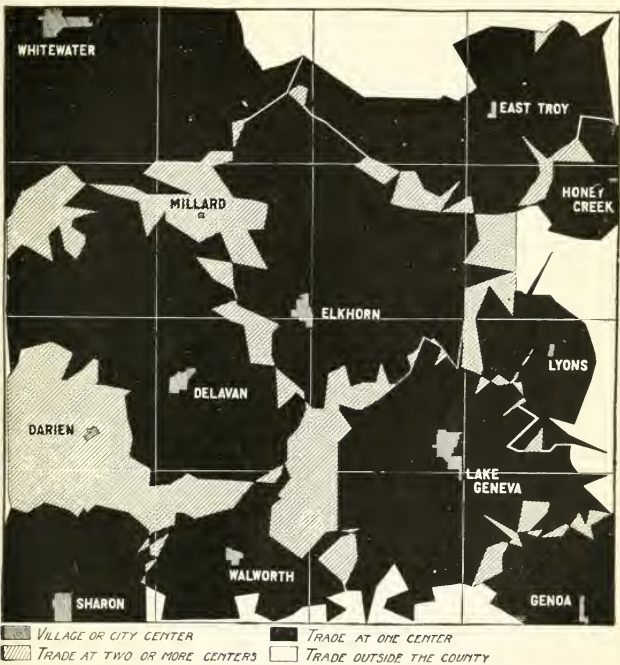 WHITEWATER
EAST TROY
HONEY
CREEK
MILLARD
ELKHORN
LYONS
DELAVAN
DARIEN
LAKE
GENEVA
WALWORTH
GENOA
SHARON
VILLAGE OR CITY CENTER
TRADE AT ONE CENTER
TRADE AT TWO OR MORE CENTERS
TRADE OUTSIDE THE COUNTY